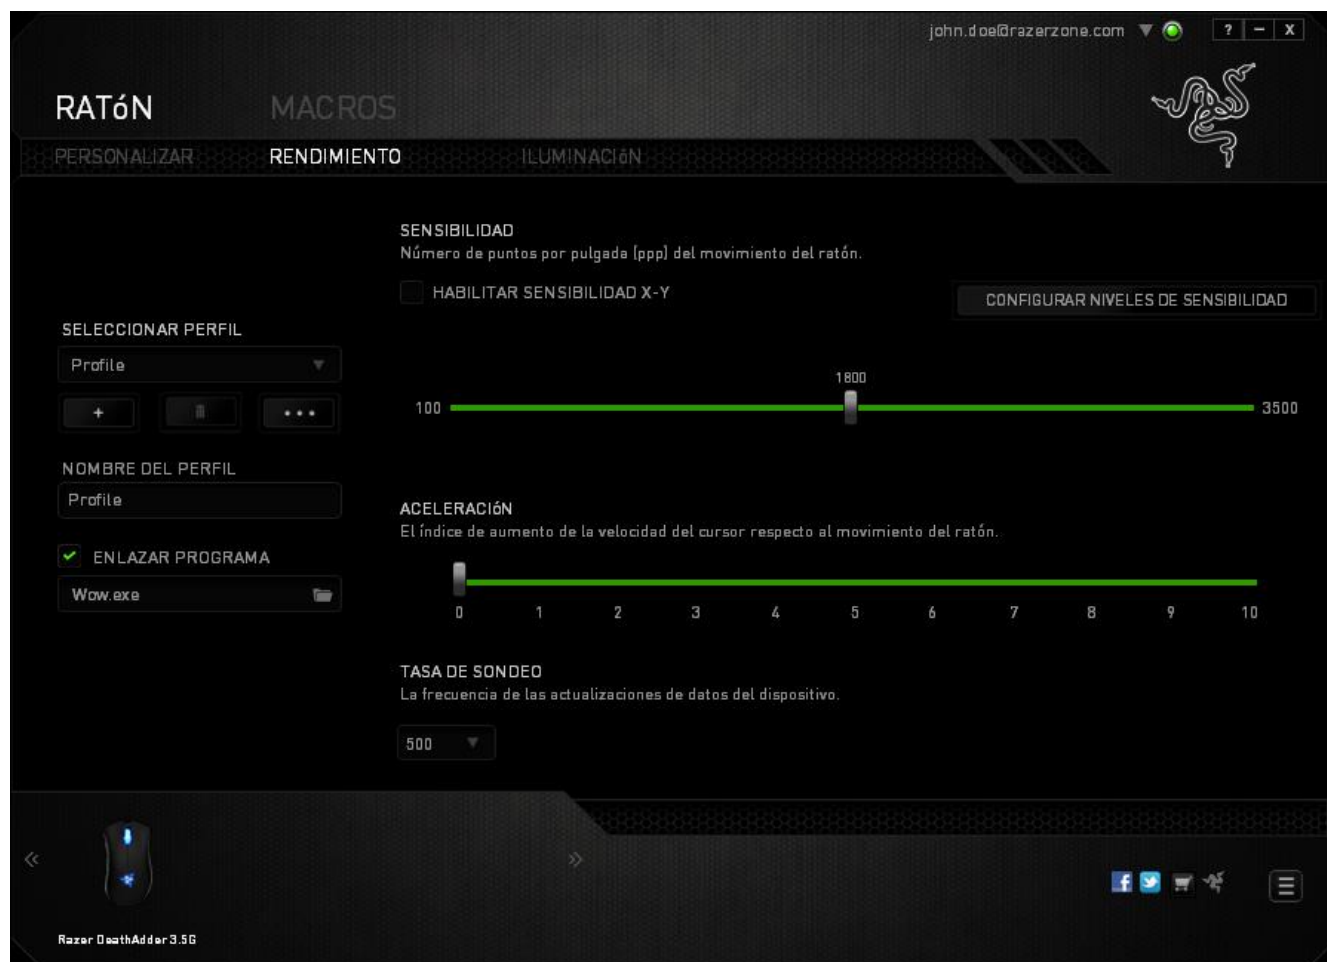 john.doe@razerzone.com
? – X
RATóN
MACROS
PERSONALIZAR
RENDIMIENTO
ILUMINACIóN
SENSIBILIDAD
Número de puntos por pulgada (ppp) del movimiento del ratón.
HABILITAR SENSIBILIDAD X-Y
CONFIGURAR NIVELES DE SENSIBILIDAD
SELECCIONAR PERFIL
Profile
+ •••
1800
100
3500
NOMBRE DEL PERFIL
Profile
ACELERACIóN
El índice de aumento de la velocidad del cursor respecto al movimiento del ratón.
ENLAZAR PROGRAMA
Wow.exe
0 1 2 3 4 5 6 7 8 9 10
TASA DE SONDEO
La frecuencia de las actualizaciones de datos del dispositivo.
500
Razer DeathAdder 3.5G